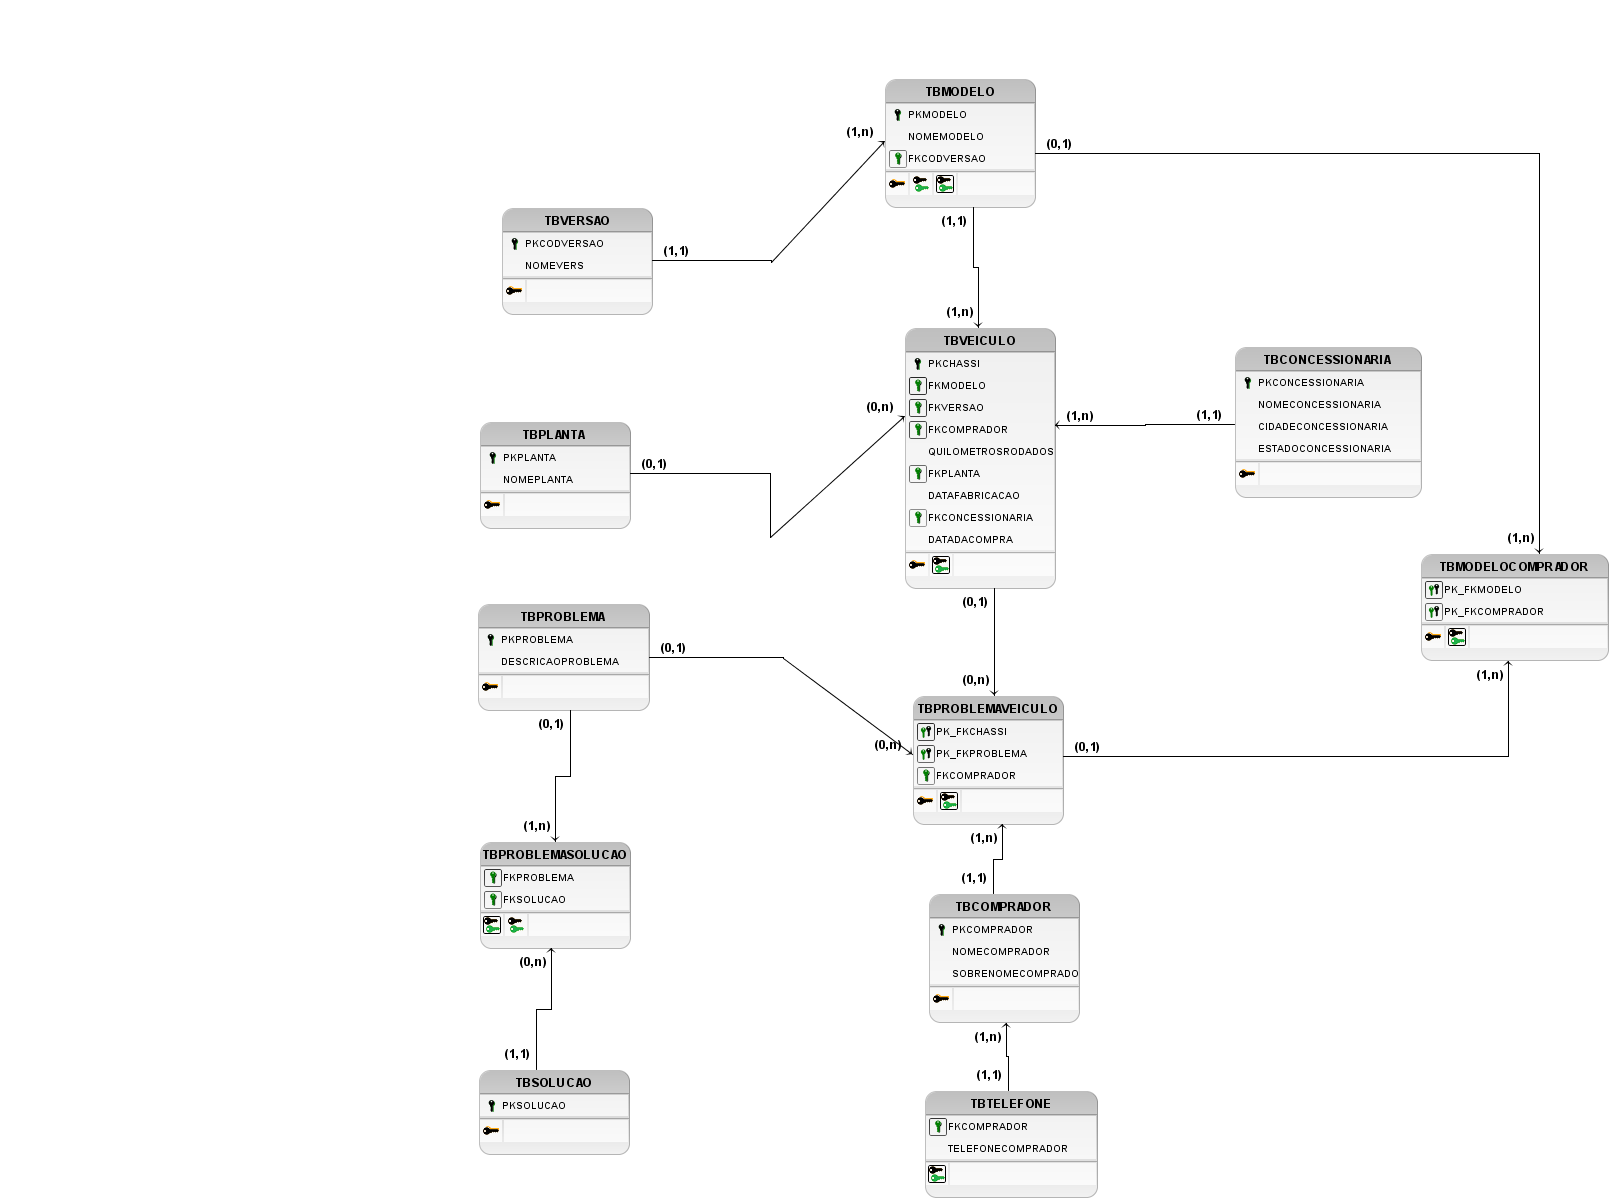 TBMODELO
PKMODELO
NOMEMODELO
FKCODVERSAO
(1,n)
(0,1)
(1,1)
TBVERSAO
PKCODVERSAO
NOMEVERS
(1,1)
(1,n)
TBVEICULO
PKCHASSI
FKMODELO
FKVERSAO
FKCOMPRADOR
QUILOMETROSRODADOS
FKPLANTA
DATAFABRICACAO
FKCONCESSIONARIA
DATADACOMPRA
(0,n)
(1,n)
(1,1)
TBCONCESSIONARIA
PKCONCESSIONARIA
NOMECONCESSIONARIA
CIDADECONCESSIONARIA
ESTADOCONCESSIONARIA
TBPLANTA
PKPLANTA
NOMEPLANTA
(0,1)
(1,n)
TBMODELOCOMPRADOR
PK_FKMODELO
PK_FKCOMPRADOR
(1,n)
(0,1)
TBPROBLEMA
PKPROBLEMA
DESCRICAOPROBLEMA
(0,1)
(0,1)
(0,n)
(0,n)
TBPROBLEMAVEICULO
PK_FKCHASSI
PK_FKPROBLEMA
FKCOMPRADOR
(0,1)
(1,n)
(1,n)
TBPROBLEMASOLUCAO
FKPROBLEMA
FKSOLUCAO
(0,n)
(1,1)
TBCOMPRADOR
PKCOMPRADOR
NOMECOMPRADOR
SOBRENOMECOMPRADO
(1,n)
(1,1)
(1,1)
TBSOLUCAO
PKSOLUCAO
TBTELEFONE
FKCOMPRADOR
TELEFONECOMPRADOR